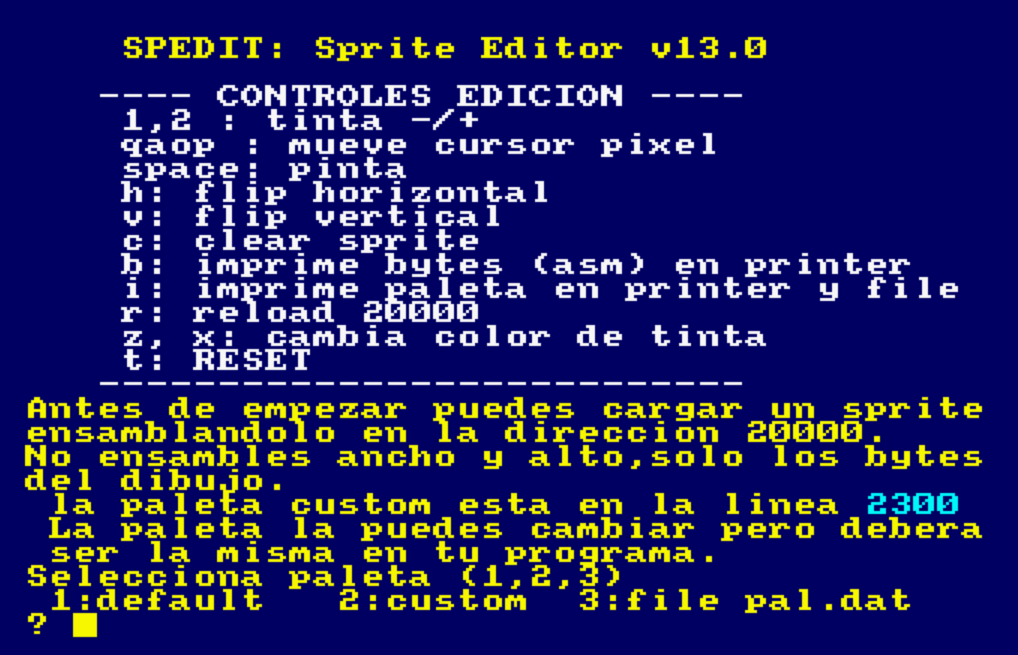 SPEDIT: Sprite Editor v13.0
---- CONTROLES EDICION ----
1,2 : tinta -/+
qaop : mueve cursor pixel
space: pinta
h: flip horizontal
v: flip vertical
c: clear sprite
b: imprime bytes (asm) en printer
i: imprime paleta en printer y file
r: reload 20000
z, x: cambia color de tinta
t: RESET
---------------------------
Antes de empezar puedes cargar un sprite
ensamblandolo en la direccion 20000.
No ensambles ancho y alto,solo los bytes
del dibujo.
la paleta custom esta en la linea 2300
La paleta la puedes cambiar pero debera
ser la misma en tu programa.
Selecciona paleta (1,2,3)
1:default 2:custom 3:file pal.dat
?